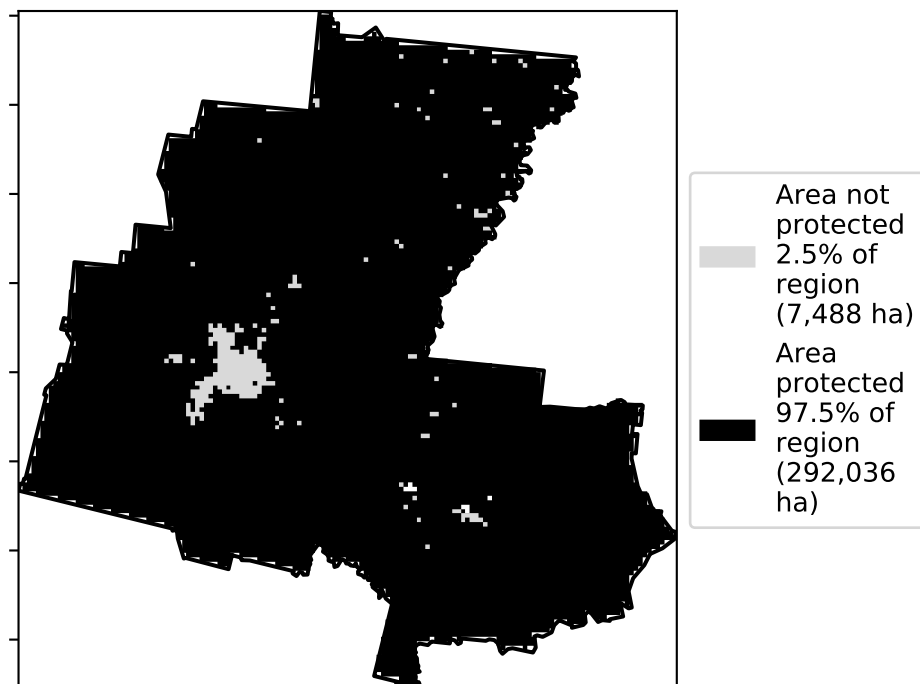 Area not
protected
2.5% of
region
(7,488 ha)
Area
protected
97.5% of
region
(292,036
ha)